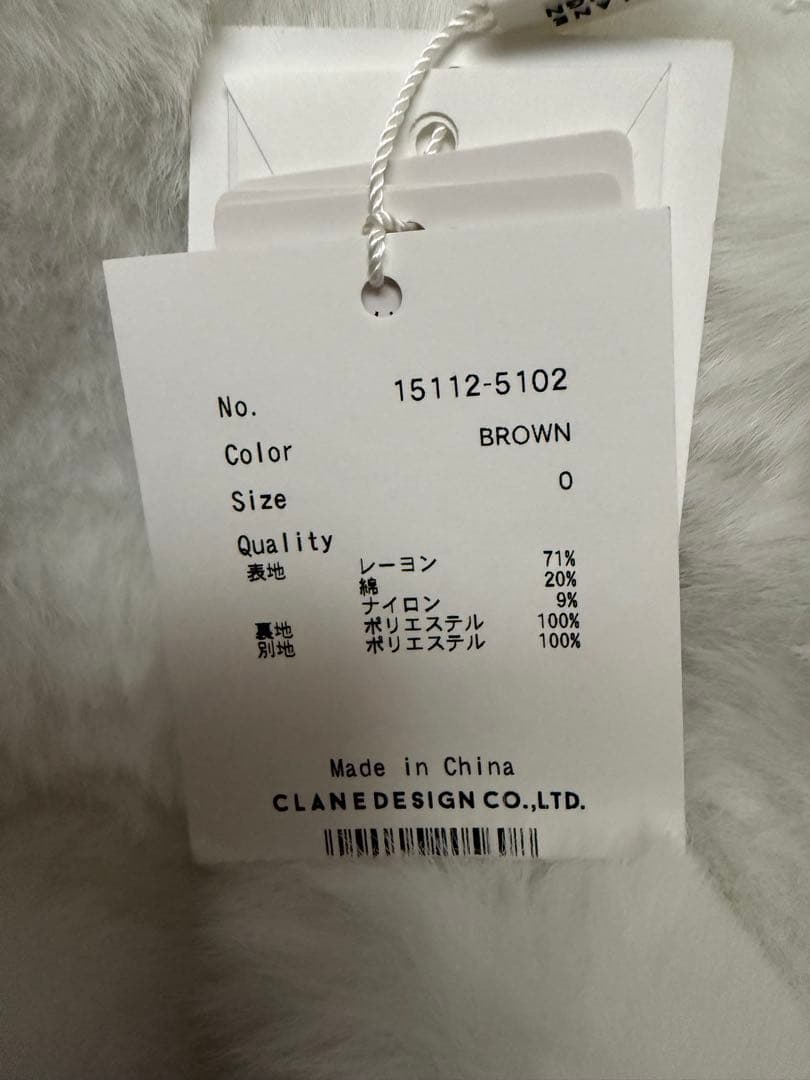 No. 15112-5102
Color BROWN
Size 0
Quality
表地 レーヨン 71%
綿 20%
ナイロン 9%
裏地 ポリエステル 100%
別地 ポリエステル 100%
Made in China
CLANEDESIGN CO.,LTD.